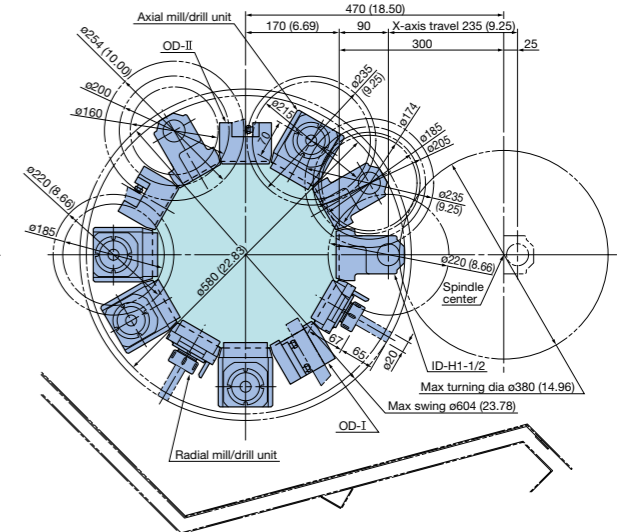 470 (18.50)
Axial mill/drill unit
170 (6.69)
90
X-axis travel 235 (9.25)
OD-II
300
25
ø254 (10.00)
ø200
ø160
ø235
(9.25)
ø215
ø174
ø185
ø205
ø220 (8.66)
ø185
ø235
(9.25)
ø580 (22.83)
ø220 (8.66)
Spindle
center
67
65
ø20
ID-H1-1/2
Max turning dia ø380 (14.96)
Max swing ø604 (23.78)
OD-I
Radial mill/drill unit